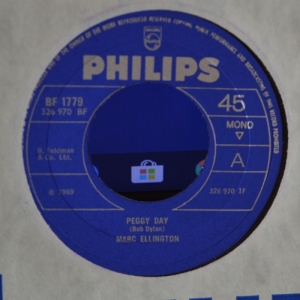 PHILIPS
BF 1779
326 970 BF
45
MONO
A
& Co. Ltd.
℗ 1969
326 970 1F
PEGGY DAY
(Bob Dylan)
MARC ELLINGTON